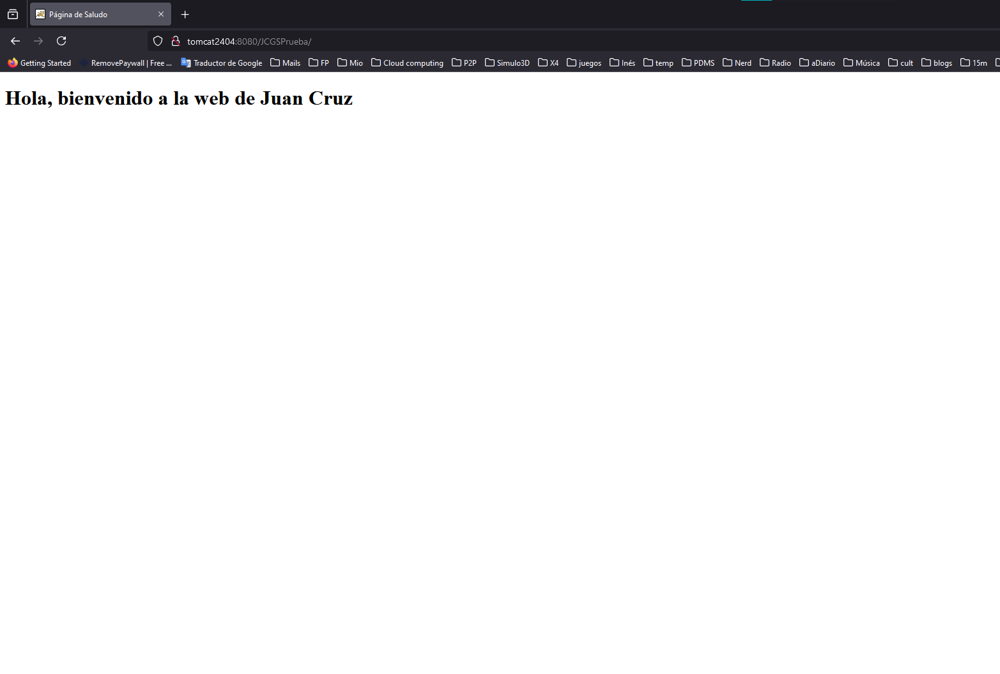 Página de Saludo
tomcat2404:8080/JCGSPrueba/
Getting Started RemovePaywall | Free ... Traductor de Google Mails FP Mio Cloud computing P2P Simulo3D X4 juegos Inés temp PDMS Nerd Radio aDiario Música cult blogs 15m
Hola, bienvenido a la web de Juan Cruz